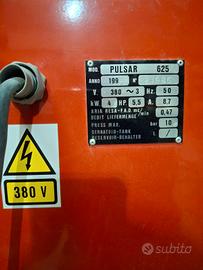 MOD. PULSAR 625
ANNO 199 N°
V. 380 ~ 3 Hz 50
kW 4 HP 5,5 A. 8,7
ARIA RESA-F.A.D. mc/
DEBIT LIEFERMENGE/min 0,47
PRESS MAX. bar 10
SERBATOIO-TANK
RESERVOIR-BEHALTER l /
380 V
subito